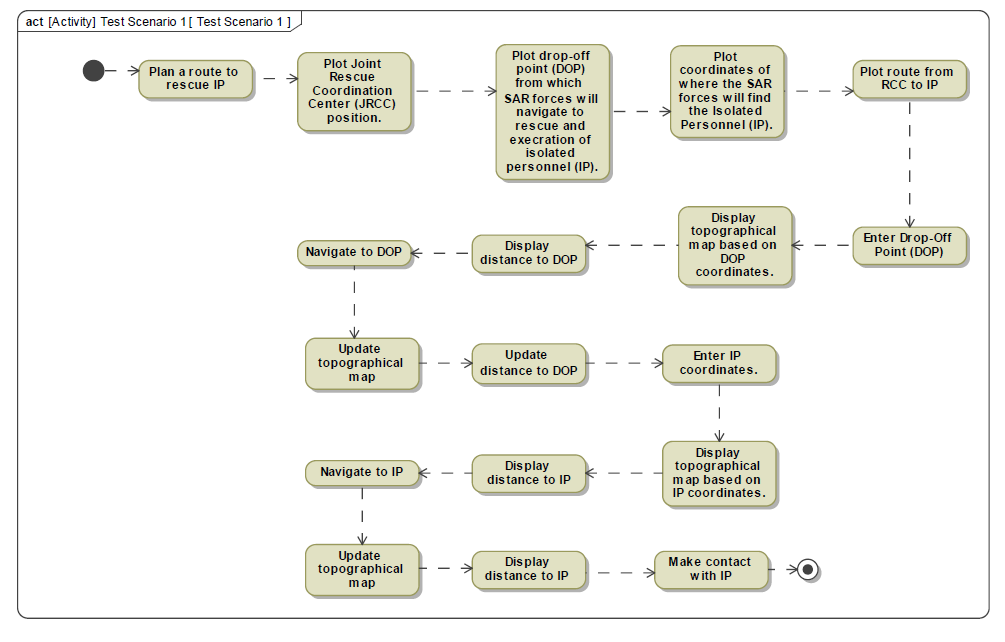 act [Activity] Test Scenario 1 [ Test Scenario 1 ]
Plan a route to
rescue IP
Plot Joint
Rescue
Coordination
Center (JRCC)
position.
Plot drop-off
point (DOP)
from which
SAR forces will
navigate to
rescue and
execration of
isolated
personnel (IP).
Plot
coordinates of
where the SAR
forces will find
the Isolated
Personnel (IP).
Plot route from
RCC to IP
Enter Drop-Off
Point (DOP)
Display
topographical
map based on
DOP
coordinates.
Display
distance to DOP
Navigate to DOP
Update
topographical
map
Update
distance to DOP
Enter IP
coordinates.
Display
topographical
map based on
IP coordinates.
Display
distance to IP
Navigate to IP
Update
topographical
map
Display
distance to IP
Make contact
with IP